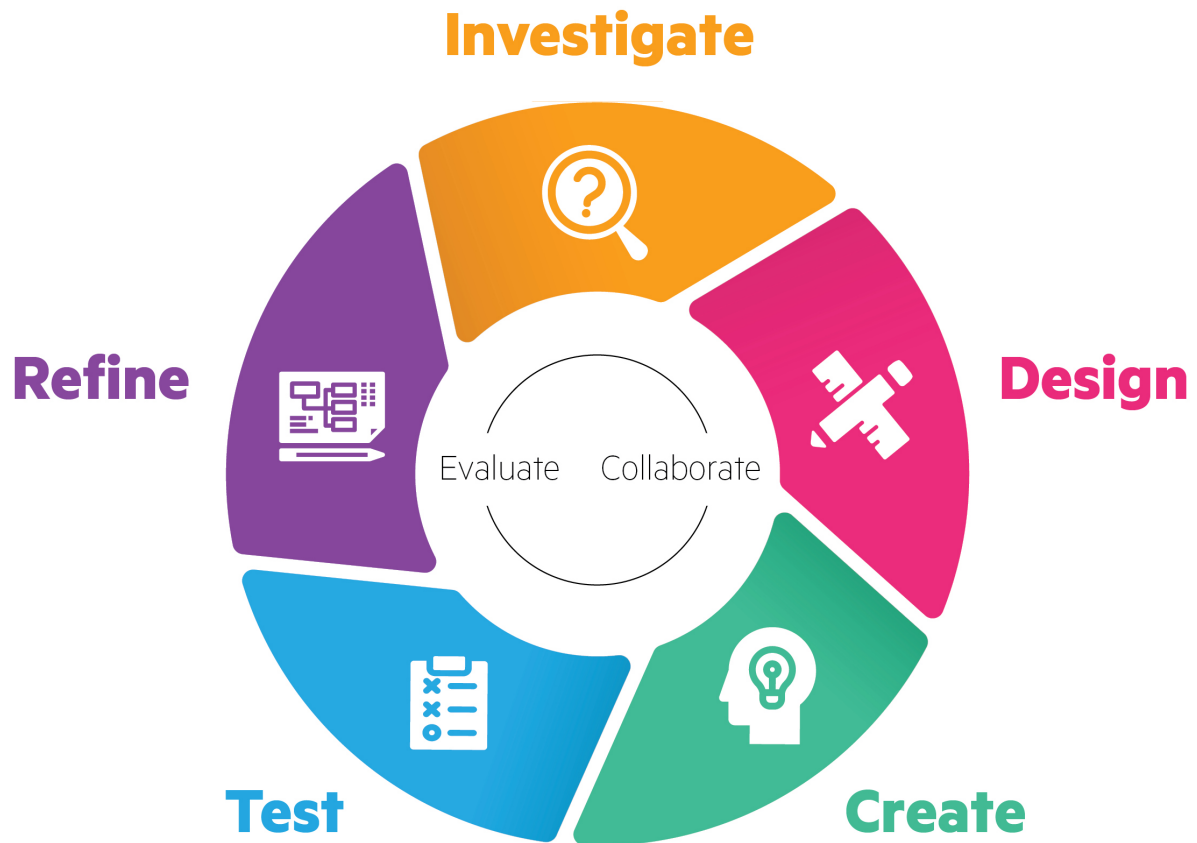 Investigate
Refine
Design
Evaluate Collaborate
Test
Create